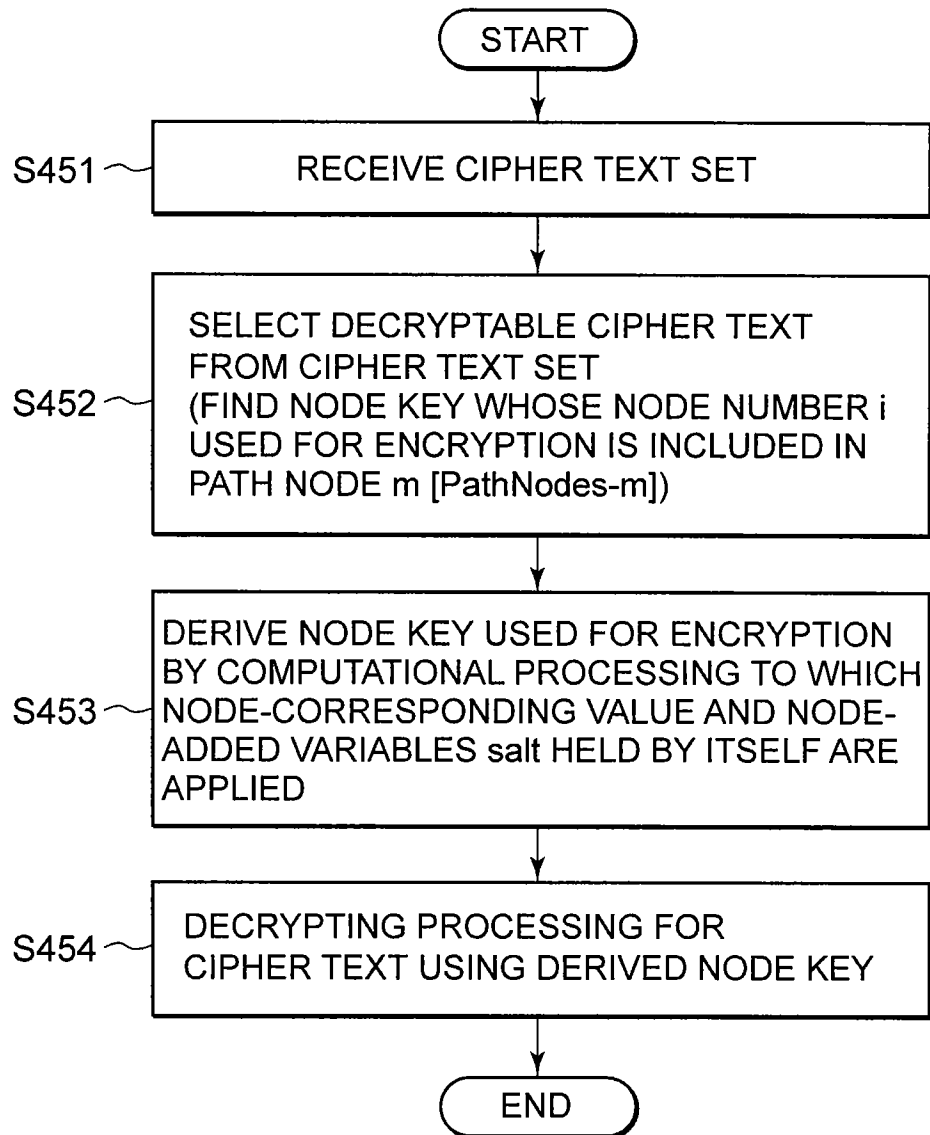 START
S451
RECEIVE CIPHER TEXT SET
S452
SELECT DECRYPTABLE CIPHER TEXT
FROM CIPHER TEXT SET
(FIND NODE KEY WHOSE NODE NUMBER i
USED FOR ENCRYPTION IS INCLUDED IN
PATH NODE m [PathNodes-m])
S453
DERIVE NODE KEY USED FOR ENCRYPTION
BY COMPUTATIONAL PROCESSING TO WHICH
NODE-CORRESPONDING VALUE AND NODE-
ADDED VARIABLES salt HELD BY ITSELF ARE
APPLIED
S454
DECRYPTING PROCESSING FOR
CIPHER TEXT USING DERIVED NODE KEY
END